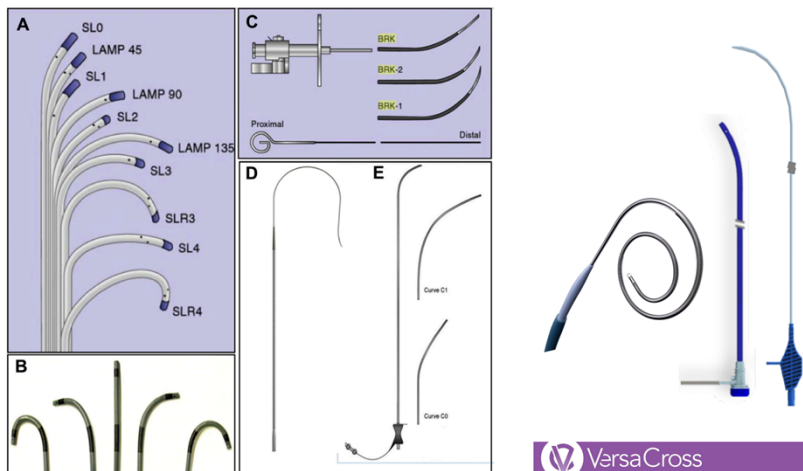 A
SL0
LAMP 45
SL1
LAMP 90
SL2
LAMP 135
SL3
SLR3
SL4
SLR4
B
C
BRK
BRK-2
BRK-1
Proximal
Distal
D
E
Curve C1
Curve C0
VersaCross